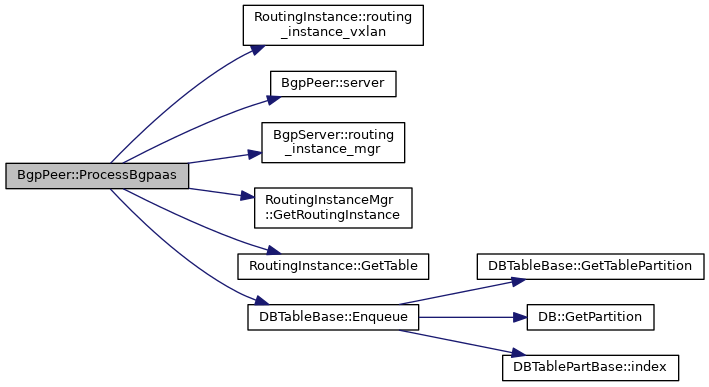 RoutingInstance::routing
_instance_vxlan
BgpPeer::server
BgpServer::routing
_instance_mgr
BgpPeer::ProcessBgpaas
RoutingInstanceMgr
::GetRoutingInstance
RoutingInstance::GetTable
DBTableBase::GetTablePartition
DBTableBase::Enqueue
DB::GetPartition
DBTablePartBase::index